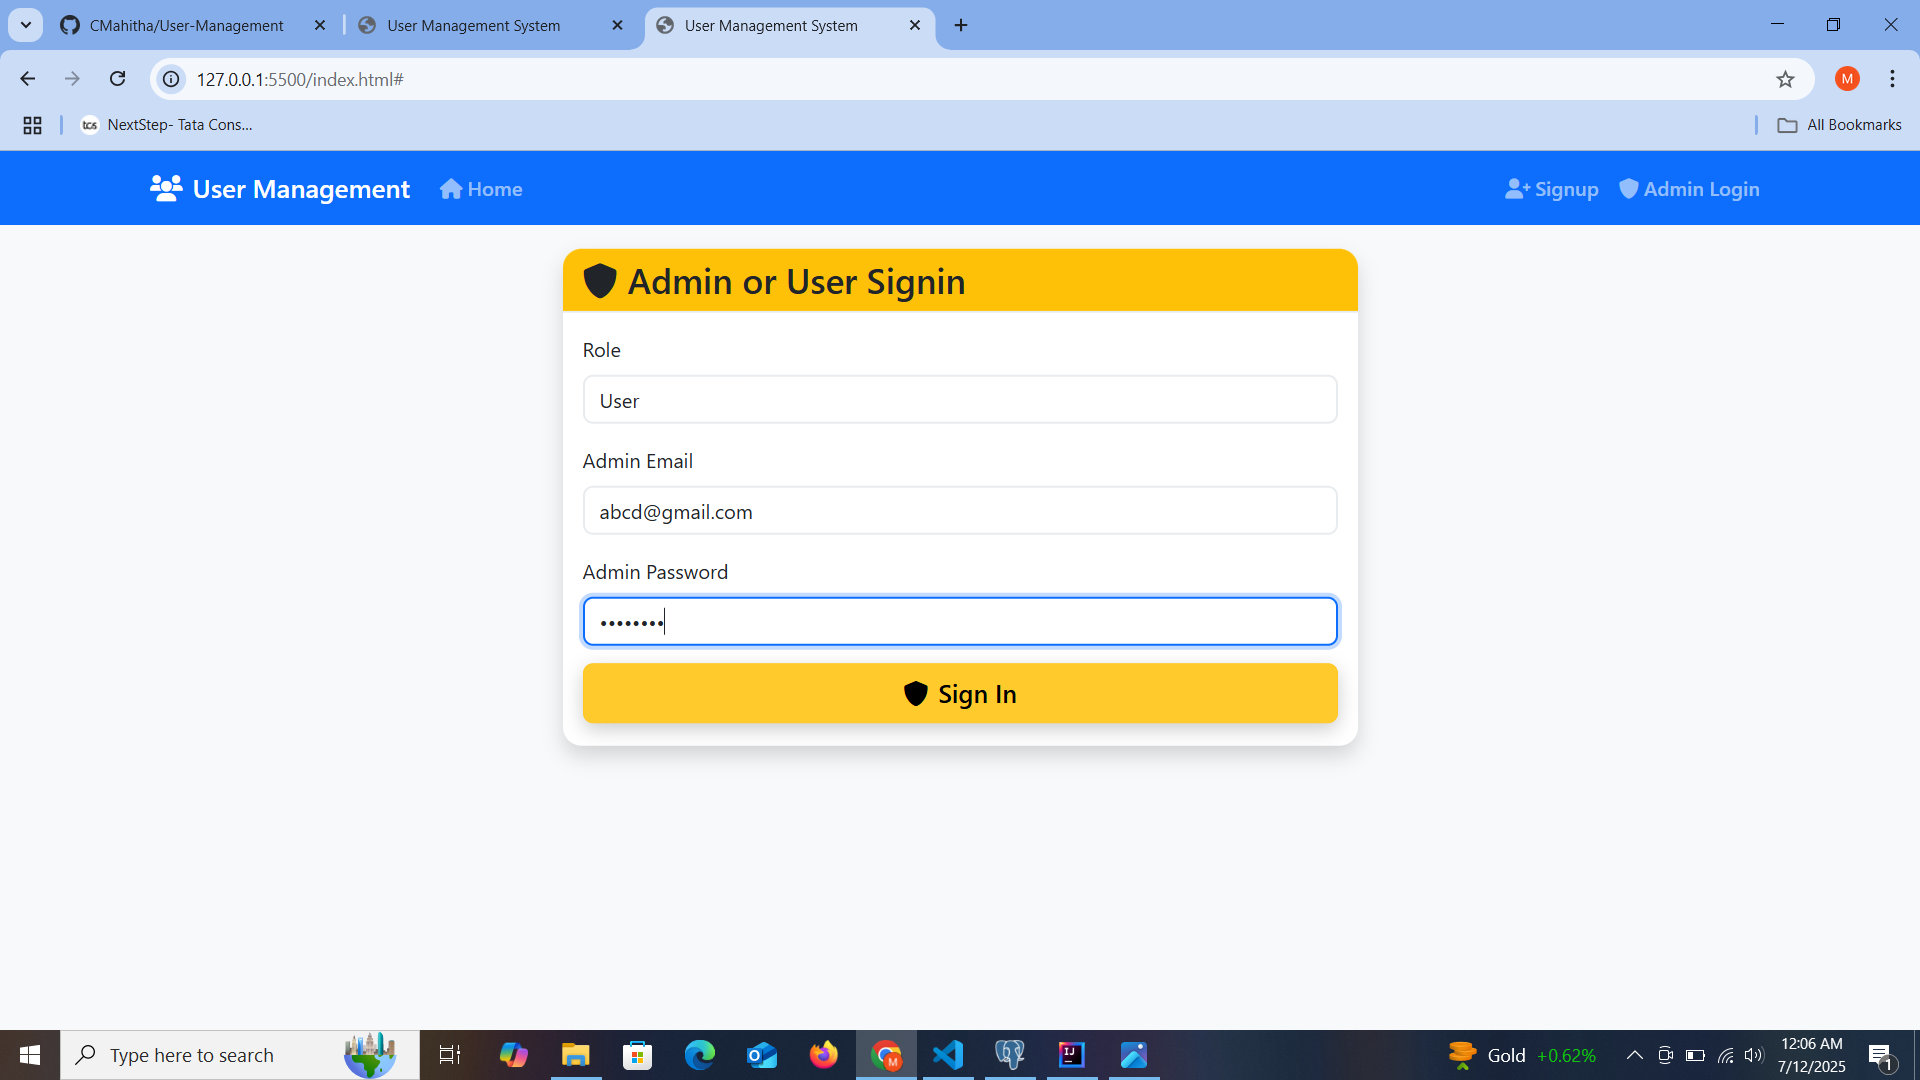 CMahitha/User-Management
User Management System
User Management System
127.0.0.1:5500/index.html#
M
tcs
NextStep- Tata Cons...
All Bookmarks
User Management
Home
Signup
Admin Login
Admin or User Signin
Role
User
Admin Email
abcd@gmail.com
Admin Password
••••••••
Sign In
Type here to search
M
IJ
Gold +0.62%
12:06 AM
7/12/2025
1